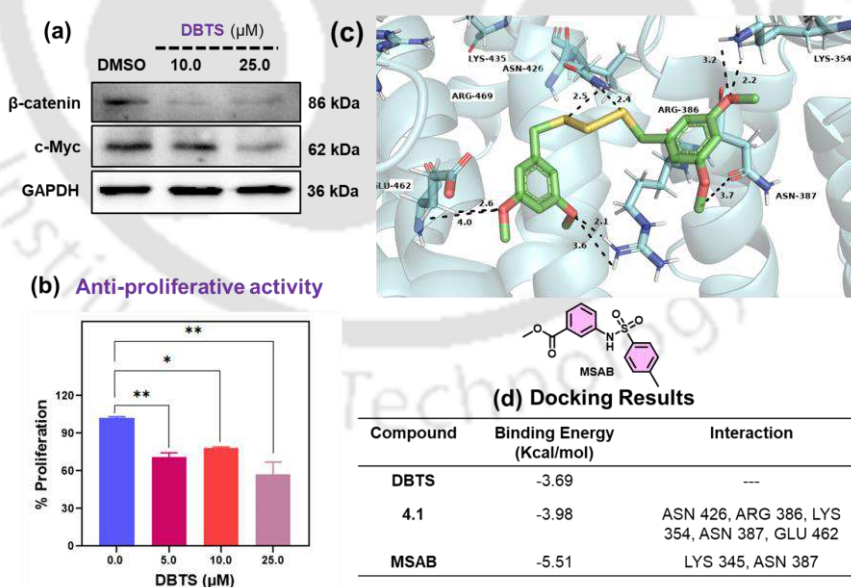 (a)
DBTS (µM)
DMSO 10.0 25.0
β-catenin 86 kDa
c-Myc 62 kDa
GAPDH 36 kDa
(c)
LYS-435
ASN-426
ARG-469
LYS-354
3.2
2.2
2.5
2.4
ARG-386
GLU-462
ASN-387
2.6
4.0
3.7
2.1
3.6
(b) Anti-proliferative activity
**
*
**
% Proliferation
120
90
60
30
0
0.0 5.0 10.0 25.0
DBTS (µM)
O
O
O O
S
N
H
MSAB
(d) Docking Results
Compound Binding Energy (Kcal/mol) Interaction
DBTS -3.69 ---
4.1 -3.98 ASN 426, ARG 386, LYS
354, ASN 387, GLU 462
MSAB -5.51 LYS 345, ASN 387
Technology